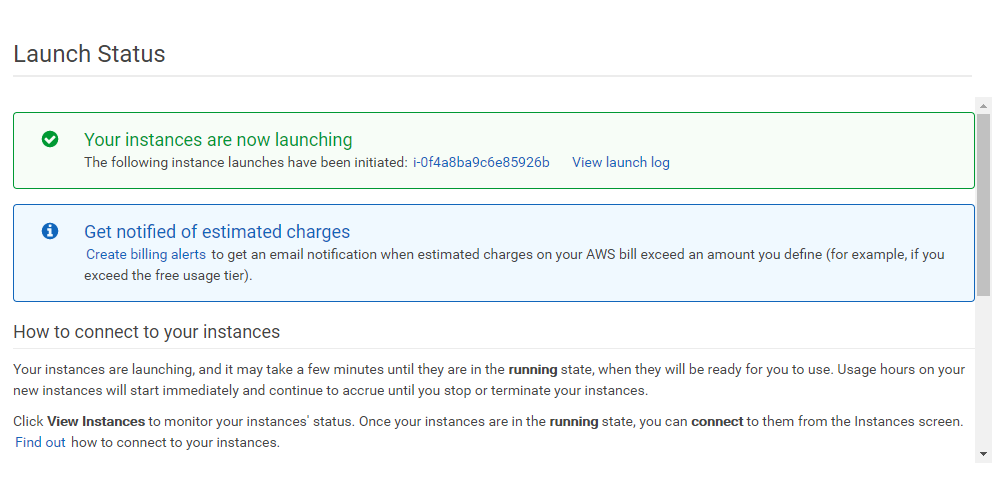 Launch Status
Your instances are now launching
The following instance launches have been initiated: i-0f4a8ba9c6e85926b View launch log
Get notified of estimated charges
Create billing alerts to get an email notification when estimated charges on your AWS bill exceed an amount you define (for example, if you
exceed the free usage tier).
How to connect to your instances
Your instances are launching, and it may take a few minutes until they are in the running state, when they will be ready for you to use. Usage hours on your
new instances will start immediately and continue to accrue until you stop or terminate your instances.
Click View Instances to monitor your instances' status. Once your instances are in the running state, you can connect to them from the Instances screen.
Find out how to connect to your instances.